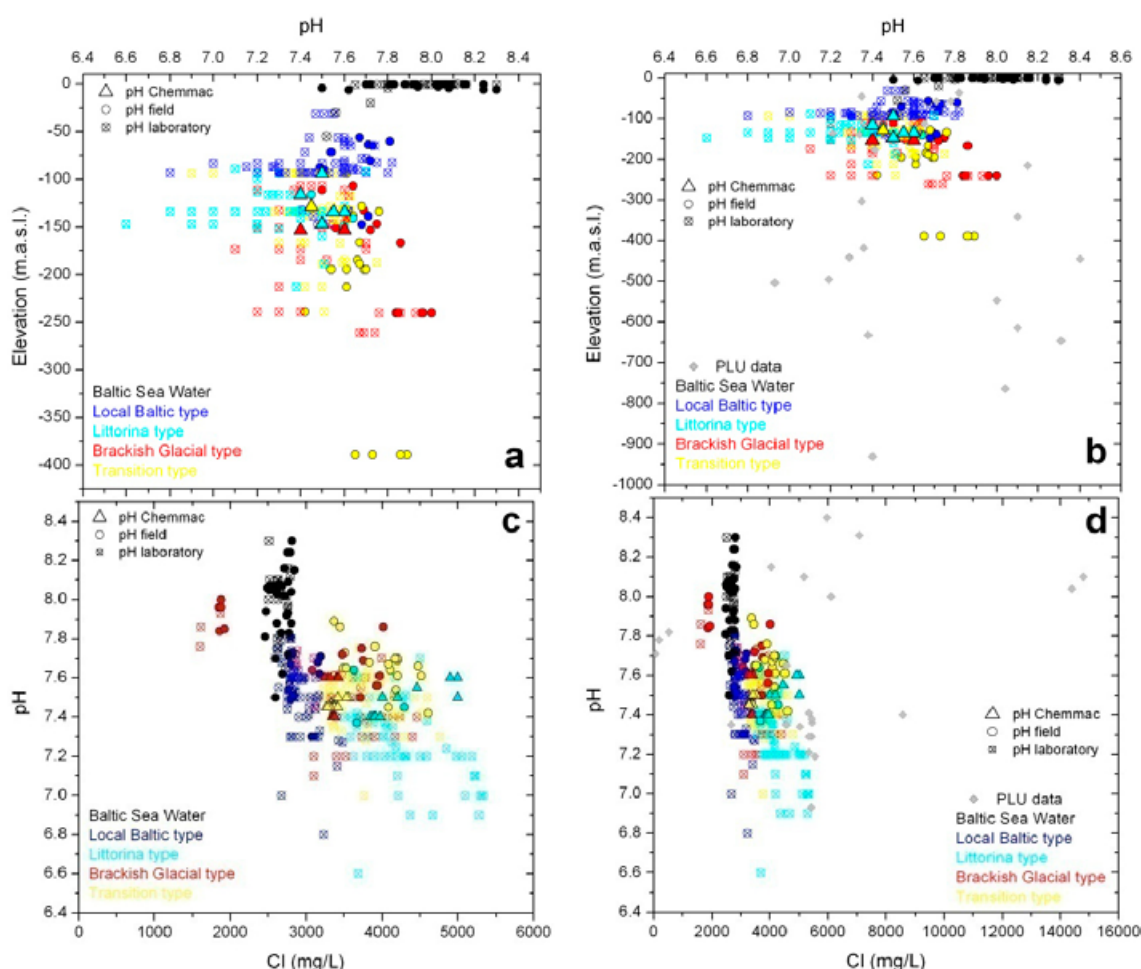 pH
6.4 6.6 6.8 7.0 7.2 7.4 7.6 7.8 8.0 8.2 8.4
Elevation (m.a.s.l.)
0
-50
-100
-150
-200
-250
-300
-350
-400
pH Chemmac
pH field
pH laboratory
Baltic Sea Water
Local Baltic type
Littorina type
Brackish Glacial type
Transition type
a
pH
6.4 6.6 6.8 7.0 7.2 7.4 7.6 7.8 8.0 8.2 8.4 8.6
Elevation (m.a.s.l.)
0
-100
-200
-300
-400
-500
-600
-700
-800
-900
-1000
pH Chemmac
pH field
pH laboratory
PLU data
Baltic Sea Water
Local Baltic type
Littorina type
Brackish Glacial type
Transition type
b
pH
8.4
8.2
8.0
7.8
7.6
7.4
7.2
7.0
6.8
6.6
6.4
pH Chemmac
pH field
pH laboratory
c
Baltic Sea Water
Local Baltic type
Littorina type
Brackish Glacial type
Transition type
0 1000 2000 3000 4000 5000 6000
Cl (mg/L)
pH
8.4
8.2
8.0
7.8
7.6
7.4
7.2
7.0
6.8
6.6
6.4
d
pH Chemmac
pH field
pH laboratory
PLU data
Baltic Sea Water
Local Baltic type
Littorina type
Brackish Glacial type
Transition type
0 2000 4000 6000 8000 10000 12000 14000 16000
Cl (mg/L)